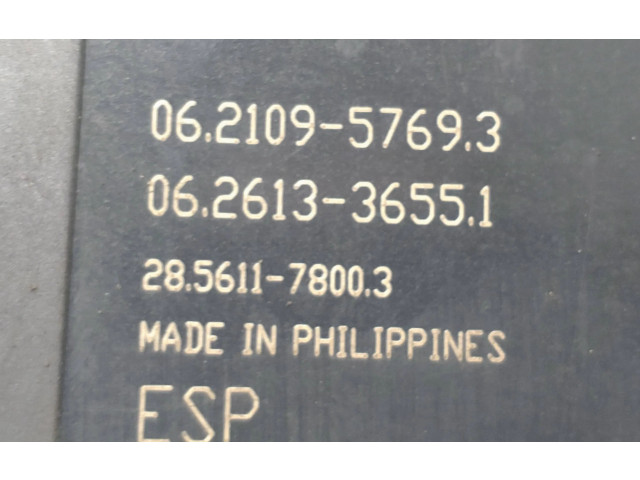 06.2109-5769.3
06.2613-3655.1
28.5611-7800.3
MADE IN PHILIPPINES
ESP